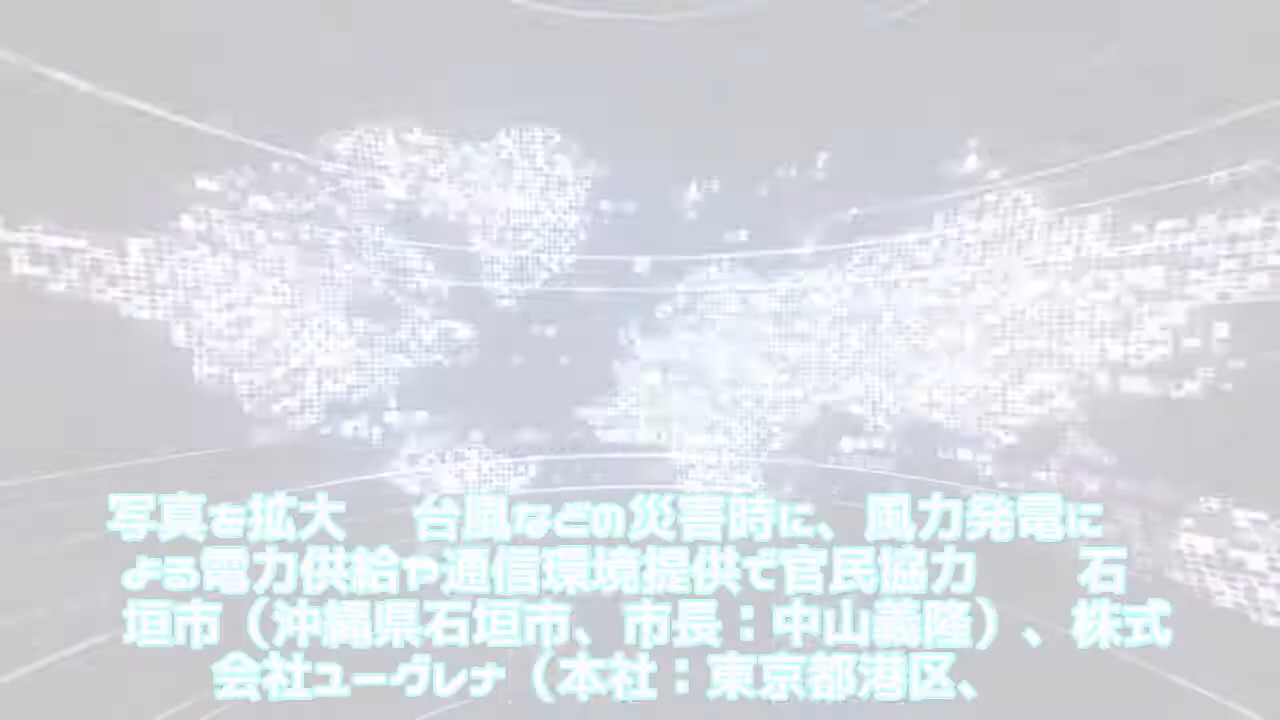 写真を拡大　台風などの災害時に、風力発電に
よる電力供給や通信環境提供で官民協力　　石
垣市（沖縄県石垣市、市長：中山義隆）、株式
会社ユーグレナ（本社：東京都港区、